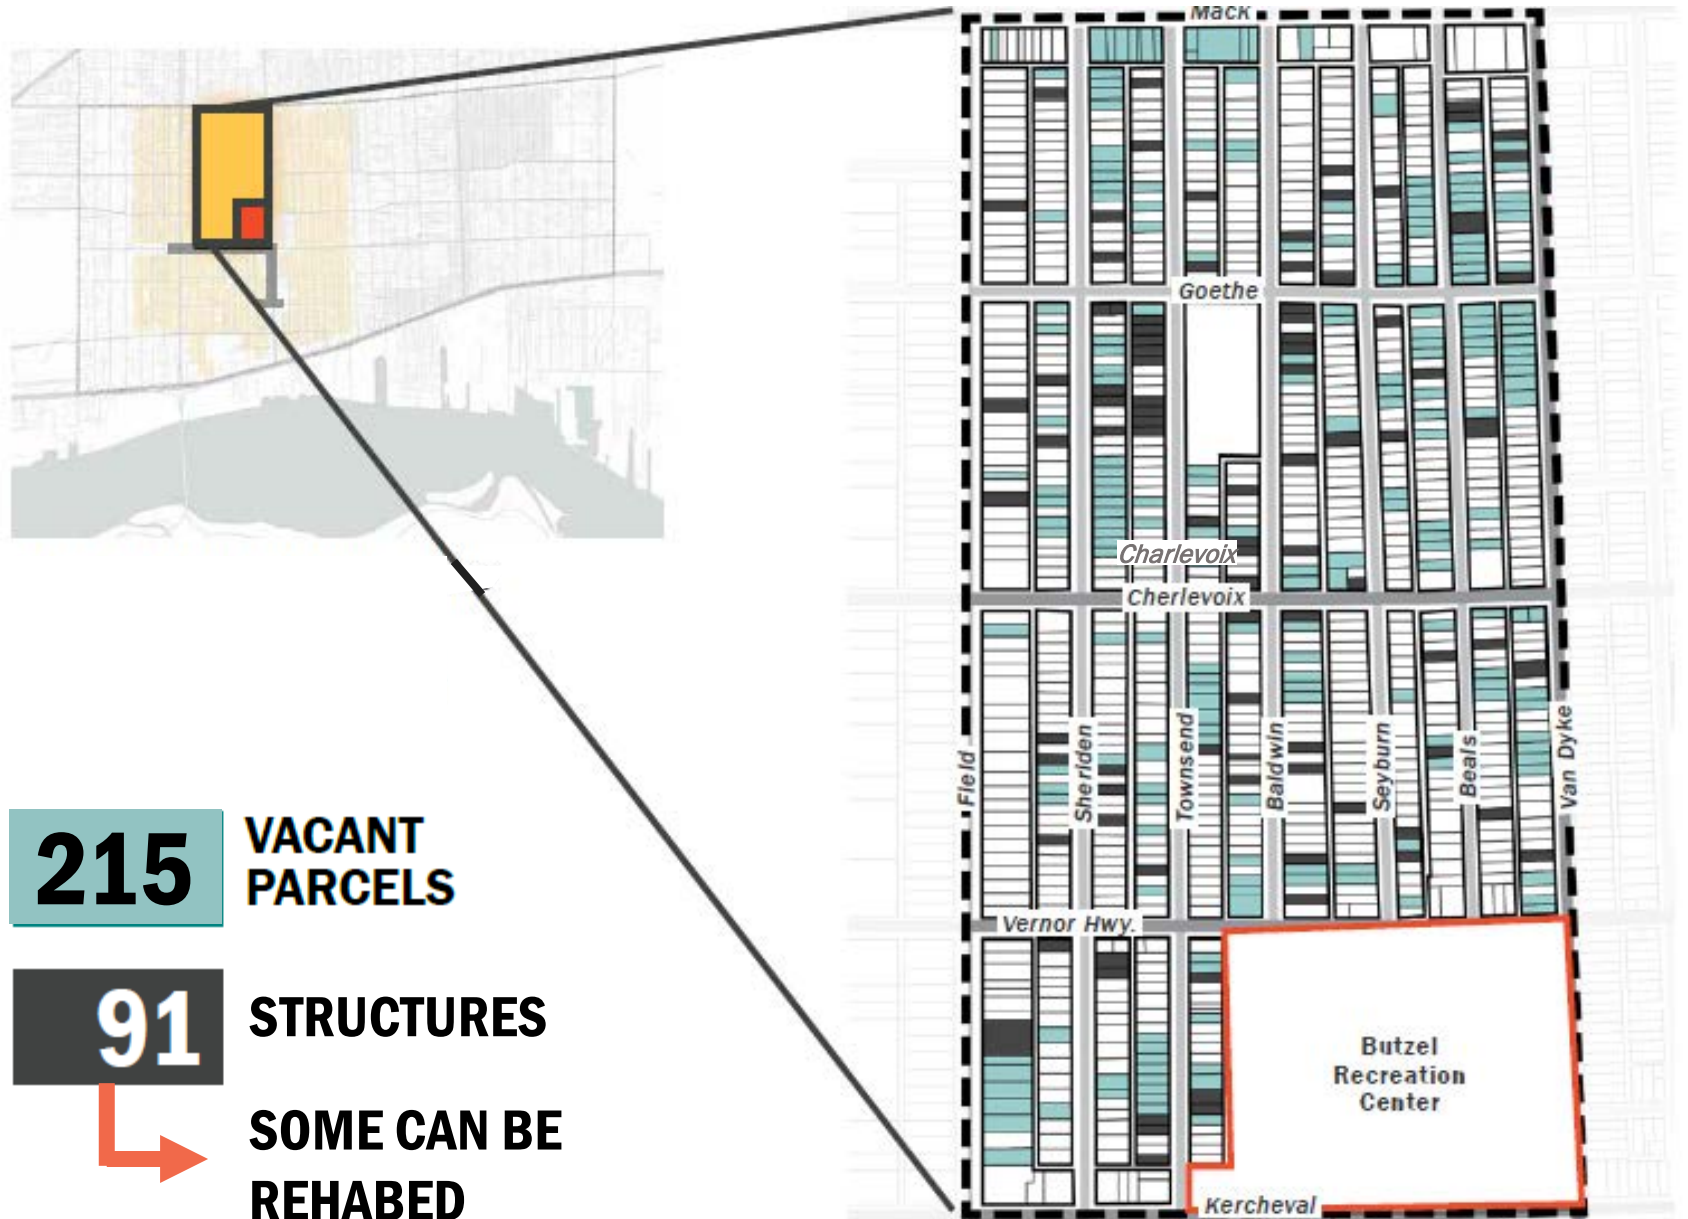 Mack
Goethe
Charlevoix
Cherlevoix
Field
Sheriden
Townsend
Baldwin
Seyburn
Beals
Van Dyke
Vernor Hwy.
Butzel
Recreation
Center
Kercheval
215
VACANT
PARCELS
91
STRUCTURES
SOME CAN BE
REHABED